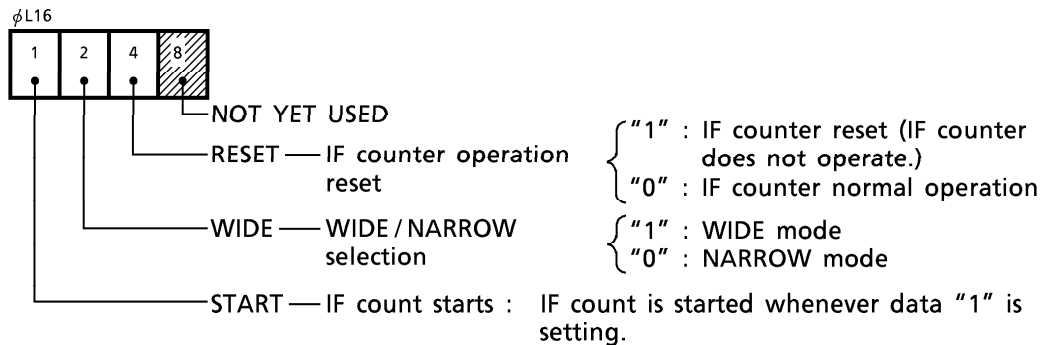 φL16
1 2 4 8
NOT YET USED
RESET — IF counter operation reset
"1" : IF counter reset (IF counter does not operate.)
"0" : IF counter normal operation
WIDE — WIDE / NARROW selection
"1" : WIDE mode
"0" : NARROW mode
START — IF count starts : IF count is started whenever data "1" is setting.